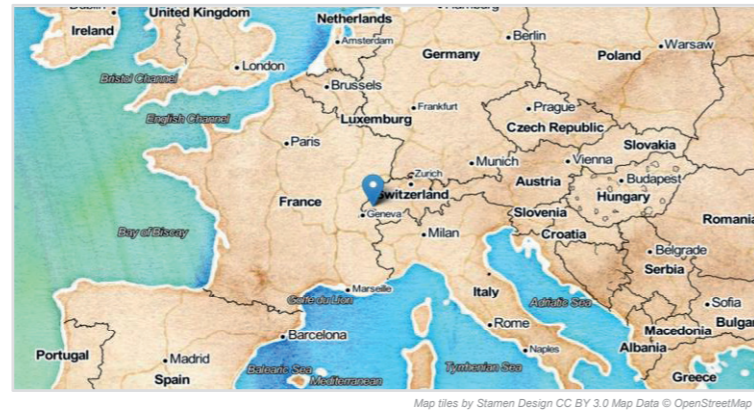 United Kingdom
Netherlands
Ireland
Amsterdam
Berlin
Warsaw
London
Germany
Poland
Bristol Channel
Brussels
Frankfurt
Prague
English Channel
Luxemburg
Czech Republic
Paris
Slovakia
Munich
Vienna
Zurich
Switzerland
Austria
Budapest
France
Hungary
Geneva
Slovenia
Romania
Bay of Biscay
Milan
Croatia
Belgrade
Serbia
Marseille
Italy
Golfe du Lion
Adriatic Sea
Sofia
Rome
Bulgar
Barcelona
Macedonia
Portugal
Madrid
Naples
Albania
Balearic Sea
Tyrrhenian Sea
Spain
Mediterranean
Greece
Map tiles by Stamen Design CC BY 3.0 Map Data © OpenStreetMap